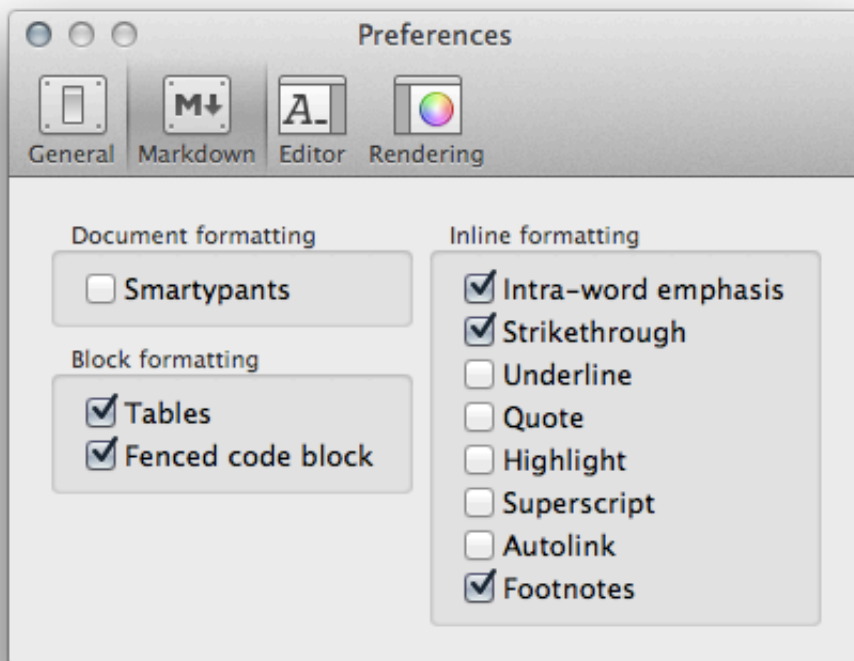 Preferences
M
A_
General Markdown Editor Rendering
Document formatting
Smartypants
Block formatting
Tables
Fenced code block
Inline formatting
Intra-word emphasis
Strikethrough
Underline
Quote
Highlight
Superscript
Autolink
Footnotes